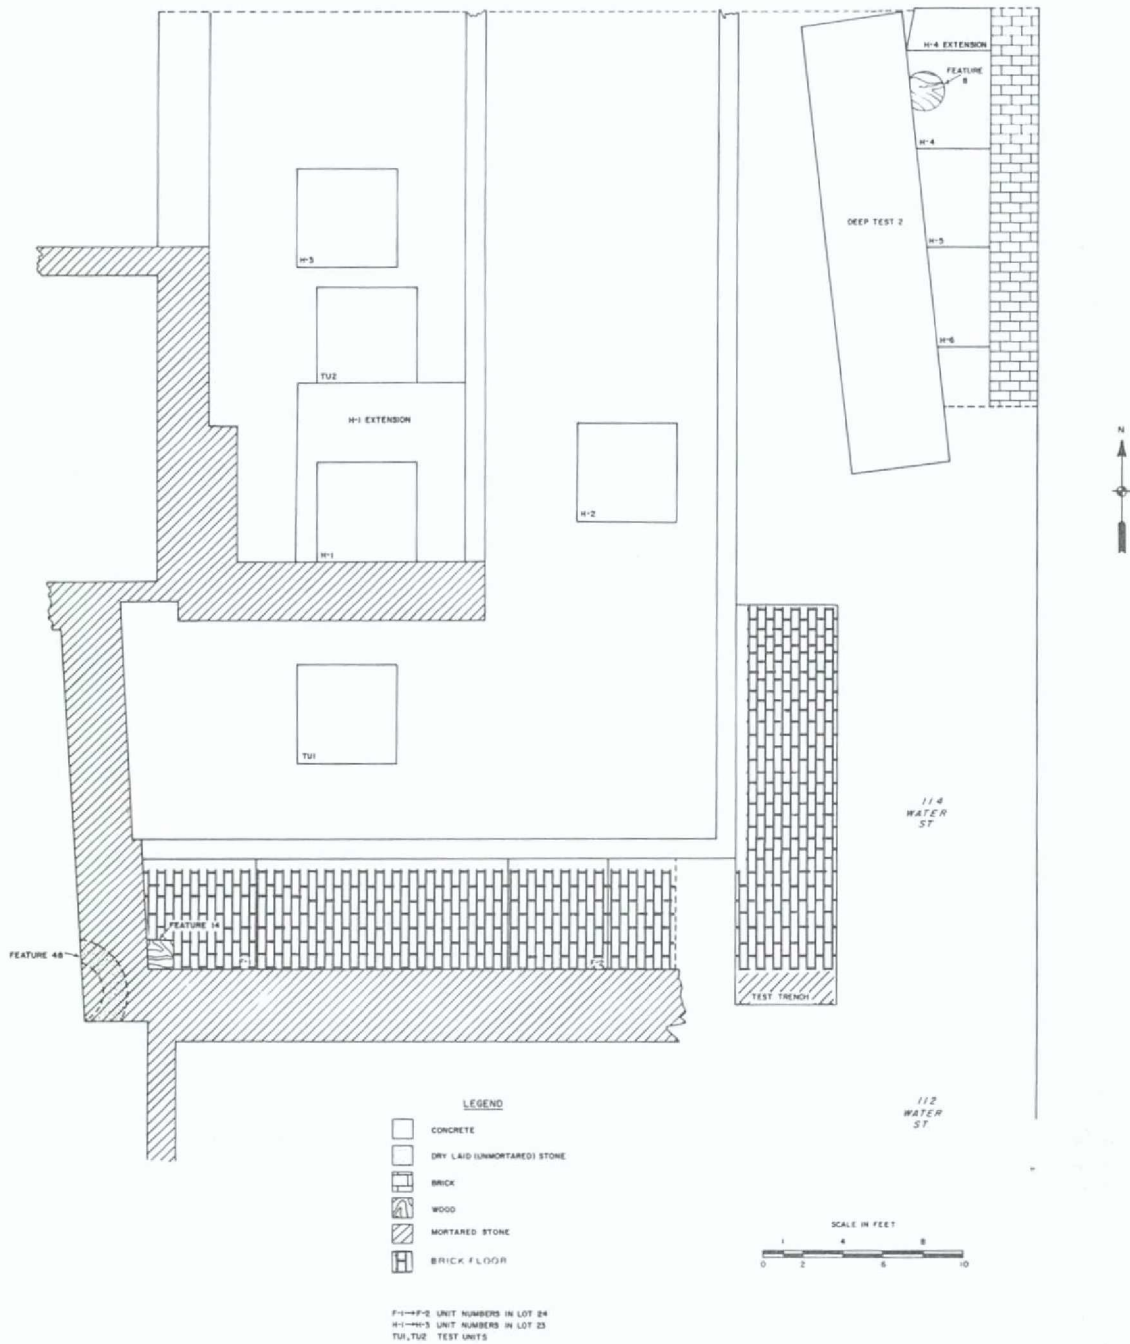 H-4 EXTENSION
FEATURE
8
H-4
DEEP TEST 2
H-3
H-5
TU2
H-6
H-1 EXTENSION
N
H-2
H-1
TU1
114
WATER
ST
FEATURE 14
FEATURE 48
F-1
F-2
TEST TRENCH
112
WATER
ST
LEGEND
CONCRETE
DRY LAID (UNMORTARED) STONE
BRICK
WOOD
MORTARED STONE
BRICK FLOOR
SCALE IN FEET
1 4 8
0 2 6 10
F-1→F-2 UNIT NUMBERS IN LOT 24
H-1→H-3 UNIT NUMBERS IN LOT 23
TU1,TU2 TEST UNITS